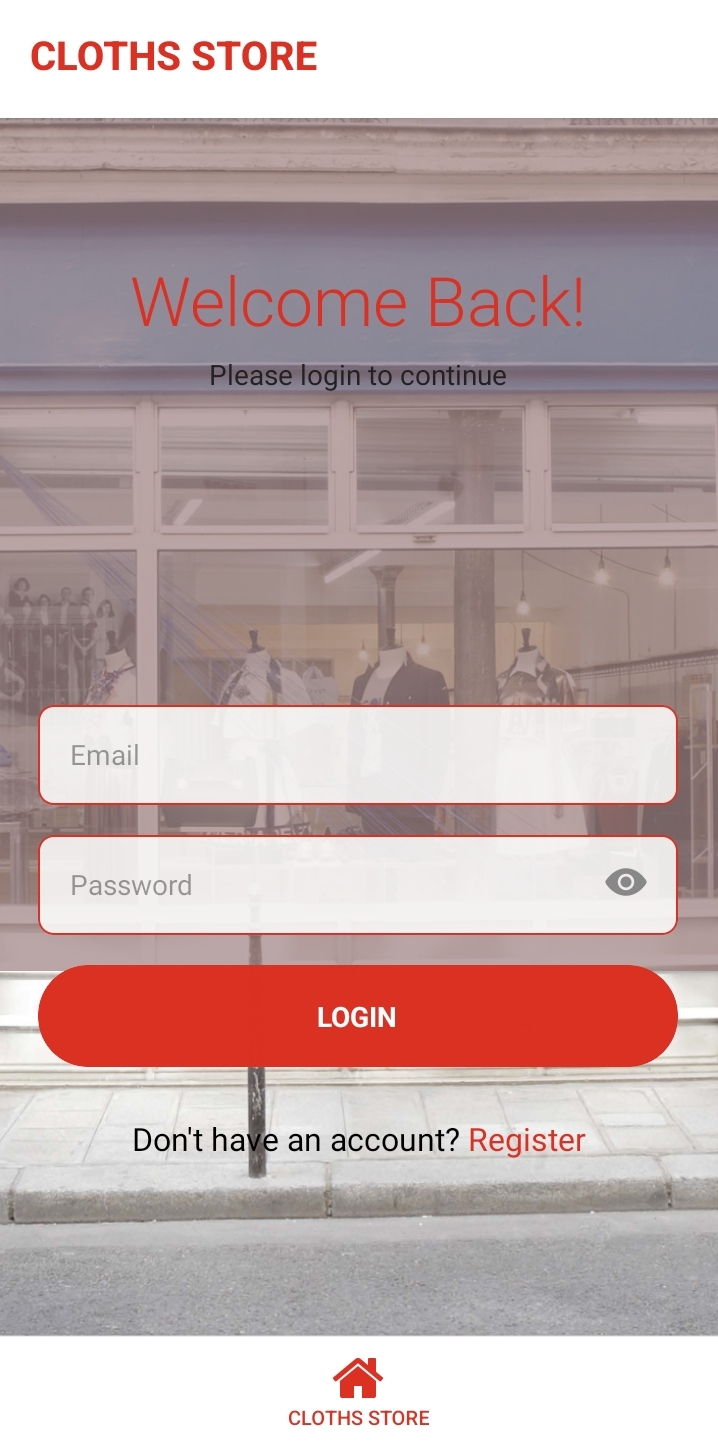 CLOTHS STORE
Welcome Back!
Please login to continue
Email
Password
LOGIN
Don't have an account? Register
CLOTHS STORE